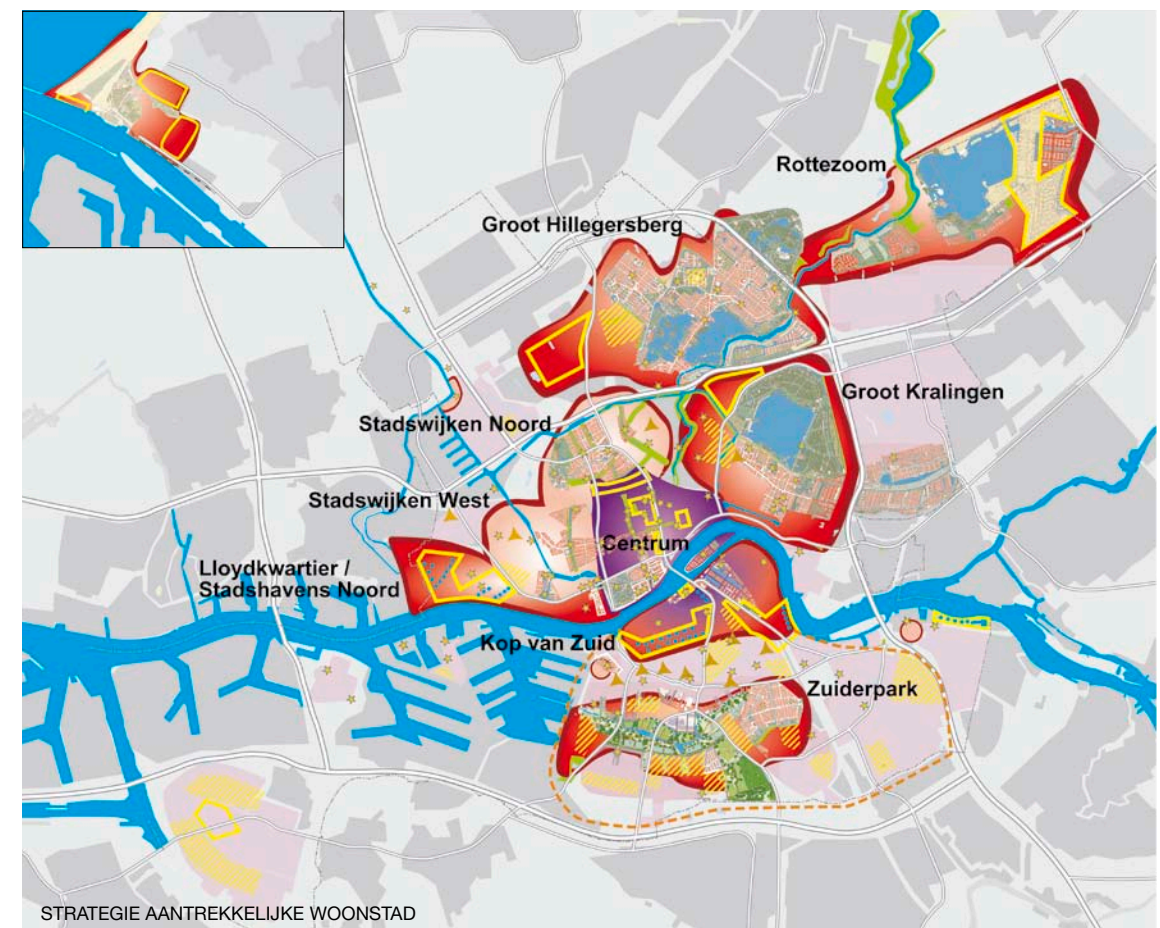 Rottezoom
Groot Hillegersberg
Groot Kralingen
Stadswijken Noord
Stadswijken West
Centrum
Lloydkwartier /
Stadshavens Noord
Kop van Zuid
Zuiderpark
STRATEGIE AANTREKKELIJKE WOONSTAD